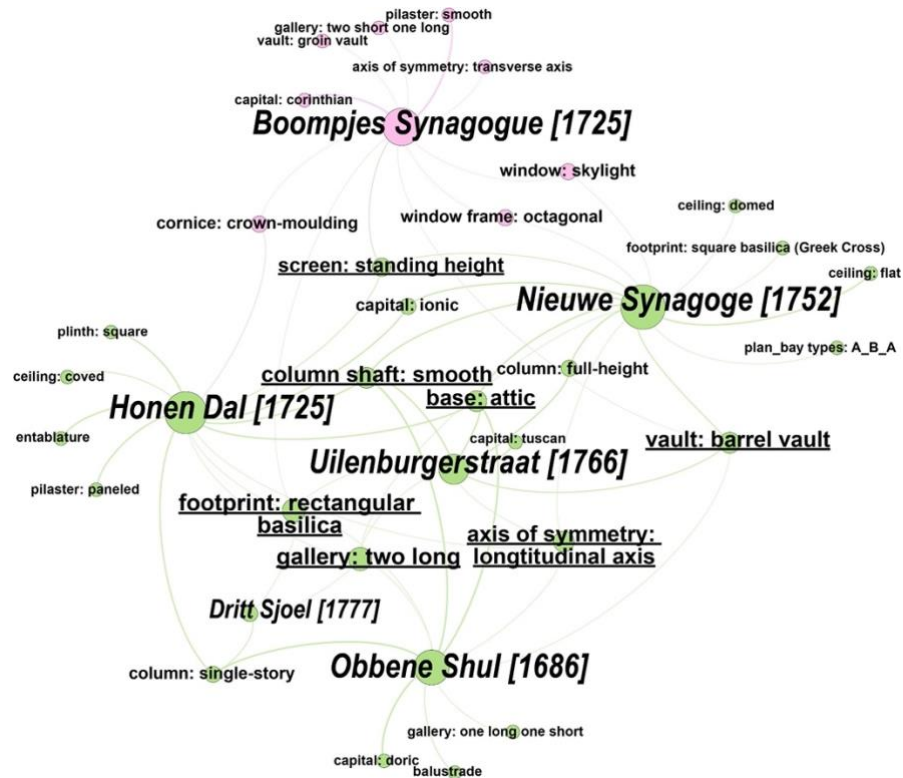 pilaster: smooth
gallery: two short one long
vault: groin vault
axis of symmetry: transverse axis
capital: corinthian
Boompjes Synagogue [1725]
window: skylight
ceiling: domed
cornice: crown-moulding
window frame: octagonal
footprint: square basilica (Greek Cross)
screen: standing height
ceiling: flat
capital: ionic
Nieuwe Synagoge [1752]
plinth: square
plan_bay types: A_B_A
ceiling: coved
column shaft: smooth
column: full-height
base: attic
Honen Dal [1725]
entablature
capital: tuscan
vault: barrel vault
Uilenburgerstraat [1766]
pilaster: paneled
footprint: rectangular
basilica
axis of symmetry:
longtitudinal axis
gallery: two long
Dritt Sjoel [1777]
column: single-story
Obbene Shul [1686]
gallery: one long one short
capital: doric
balustrade